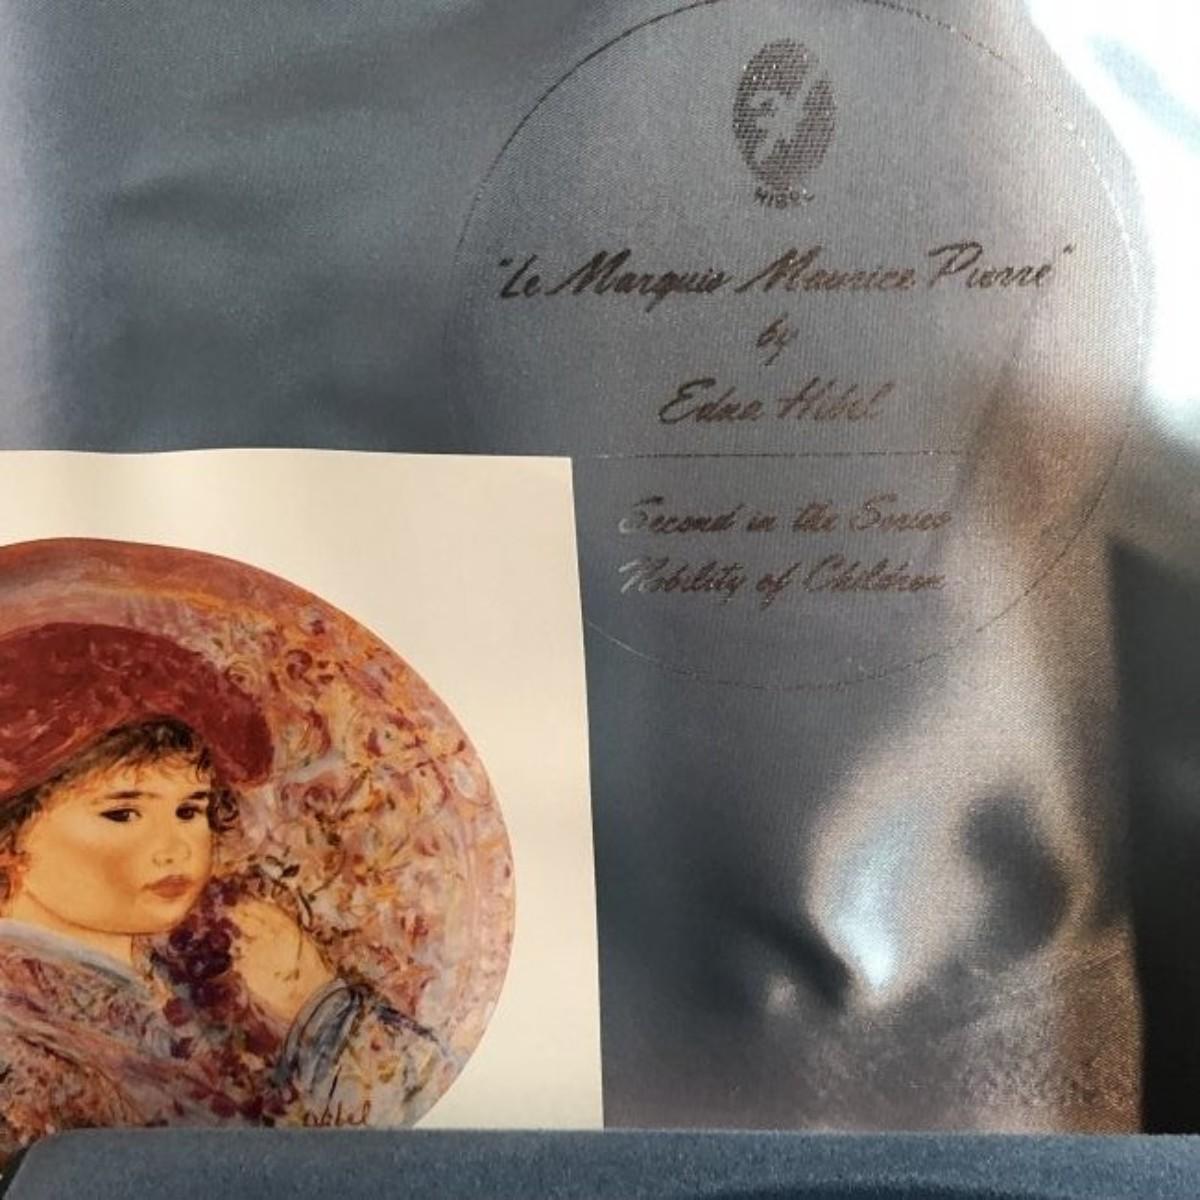 HIBEL
"Le Marquis Maurice Pierre"
by
Edna Hibel
Second in the Series
Nobility of Children
Hibel